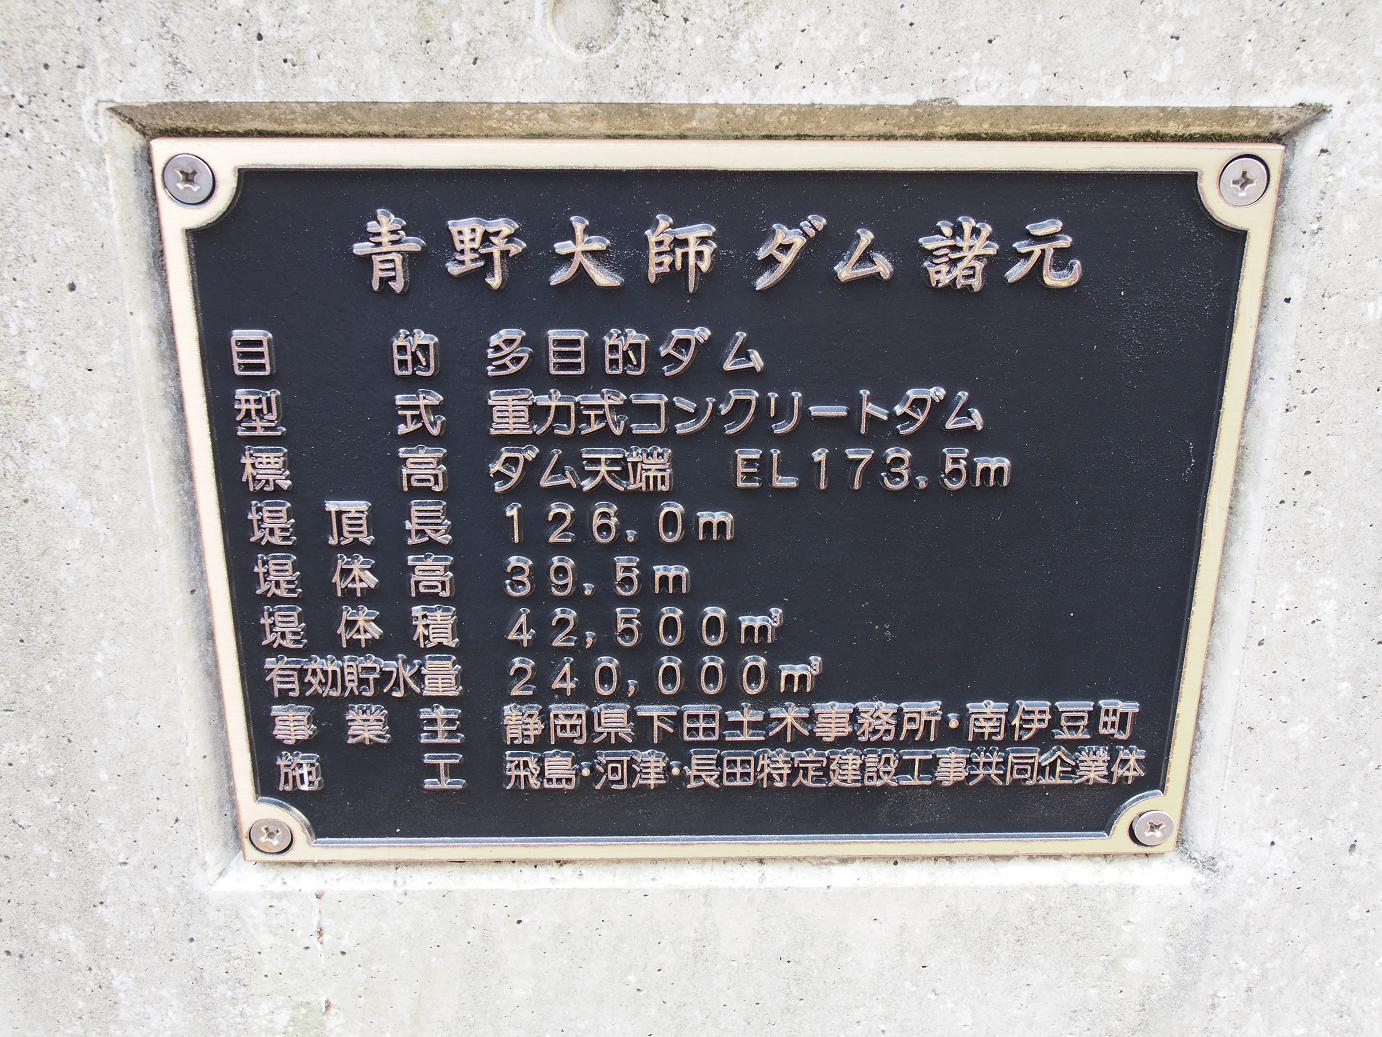 青野大師ダム諸元
目的 多目的ダム
型式 重力式コンクリートダム
標高 ダム天端 EL173.5m
堤頂長 126.0m
堤体高 39.5m
堤体積 42,500㎥
有効貯水量 240,000㎥
事業主 静岡県下田土木事務所・南伊豆町
施工 飛島・河津・長田特定建設工事共同企業体